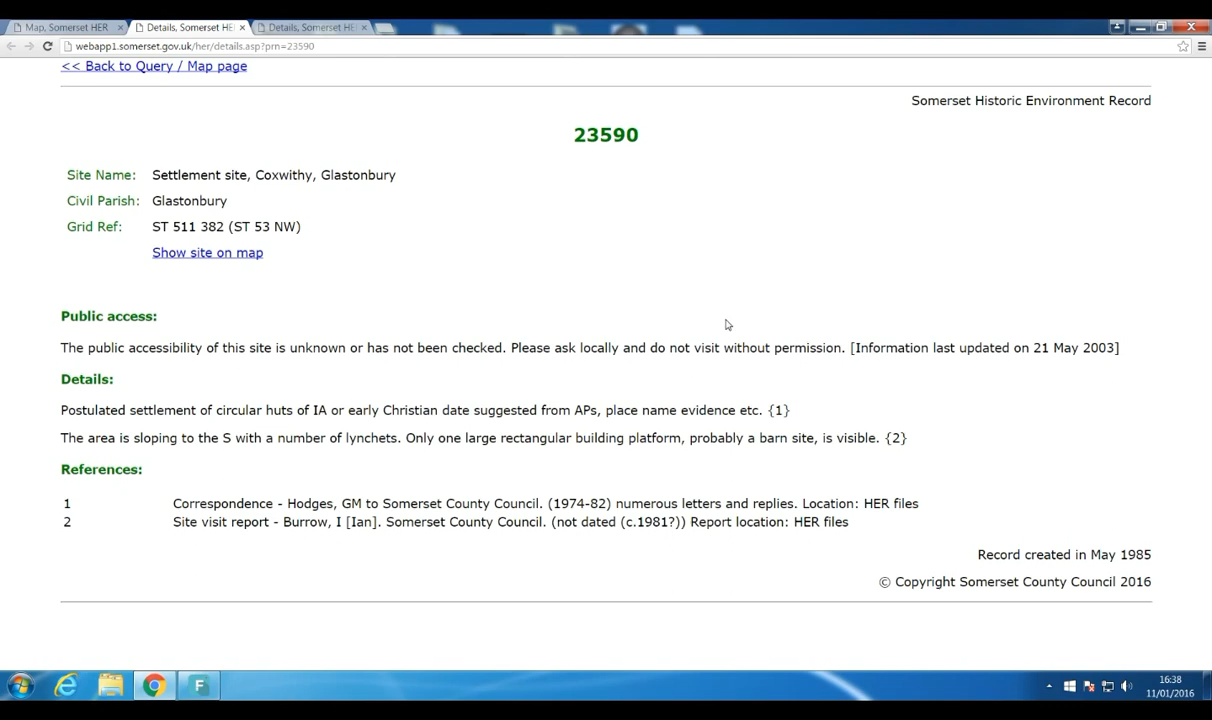 Map, Somerset HER
Details, Somerset HE
Details, Somerset HE
webapp1.somerset.gov.uk/her/details.asp?prn=23590
<< Back to Query / Map page
Somerset Historic Environment Record
23590
Site Name: Settlement site, Coxwithy, Glastonbury
Civil Parish: Glastonbury
Grid Ref: ST 511 382 (ST 53 NW)
Show site on map
Public access:
The public accessibility of this site is unknown or has not been checked. Please ask locally and do not visit without permission. [Information last updated on 21 May 2003]
Details:
Postulated settlement of circular huts of IA or early Christian date suggested from APs, place name evidence etc. {1}
The area is sloping to the S with a number of lynchets. Only one large rectangular building platform, probably a barn site, is visible. {2}
References:
1 Correspondence - Hodges, GM to Somerset County Council. (1974-82) numerous letters and replies. Location: HER files
2 Site visit report - Burrow, I [Ian]. Somerset County Council. (not dated (c.1981?)) Report location: HER files
Record created in May 1985
© Copyright Somerset County Council 2016
F
16:38
11/01/2016